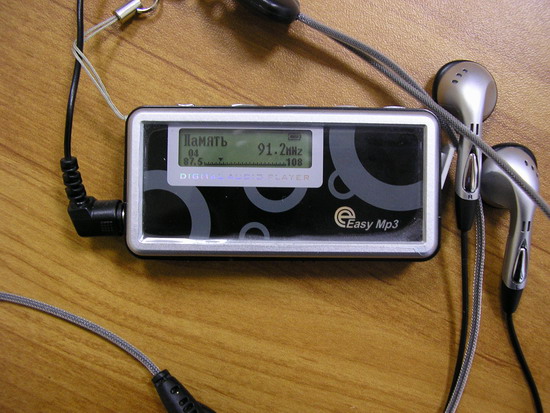 Память
04 91.2MHz
87.5 108
DIGITAL AUDIO PLAYER
e Easy Mp3
R